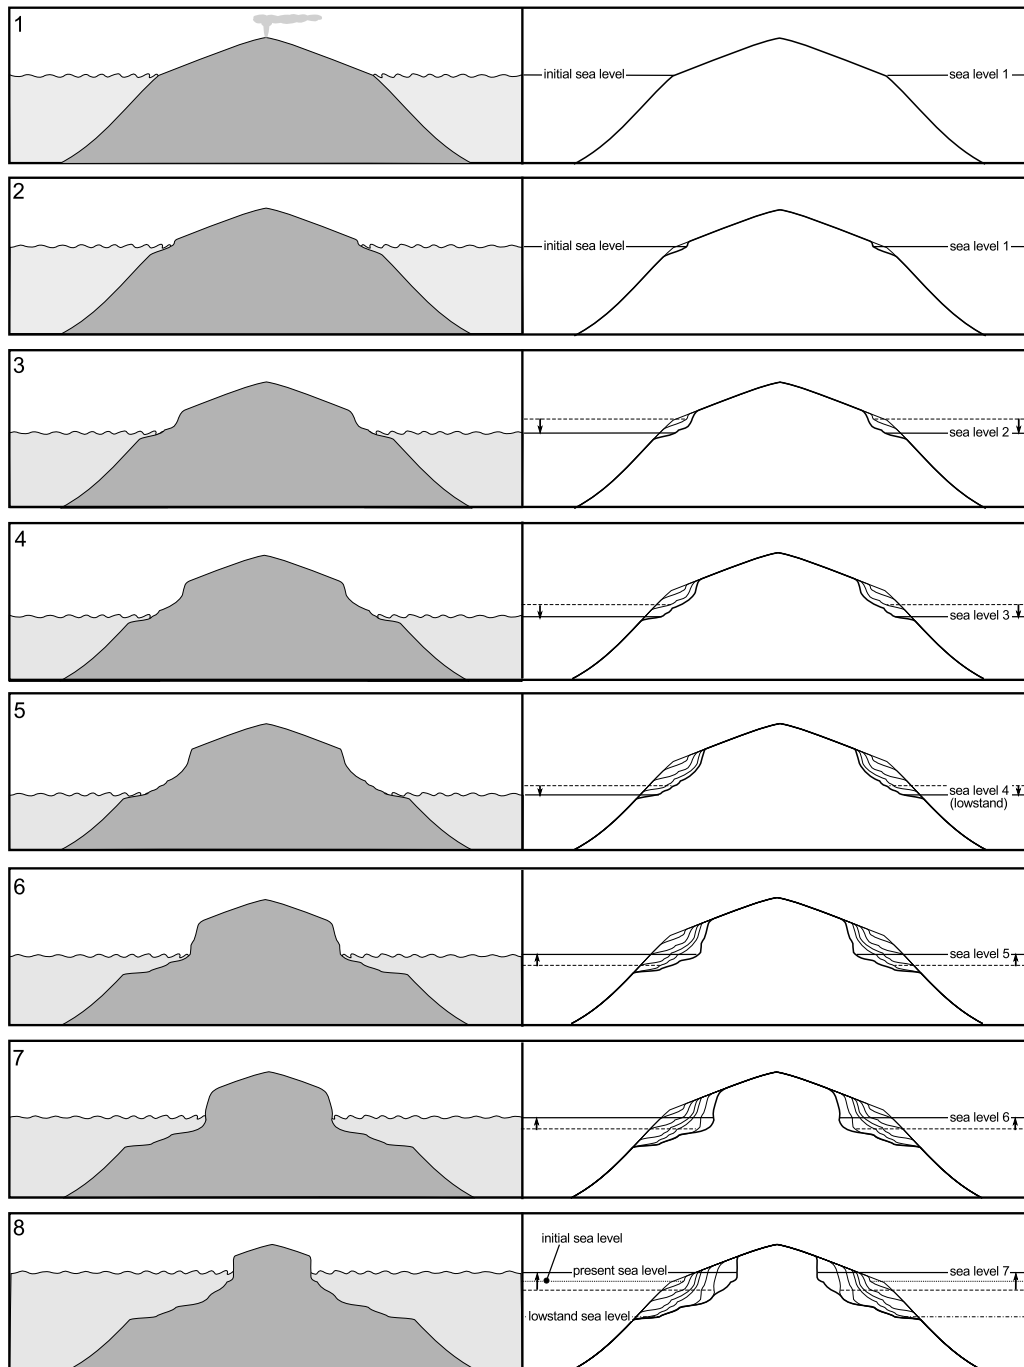 1
initial sea level
sea level 1
2
initial sea level
sea level 1
3
sea level 2
4
sea level 3
5
sea level 4
(lowstand)
6
sea level 5
7
sea level 6
8
initial sea level
present sea level
sea level 7
lowstand sea level